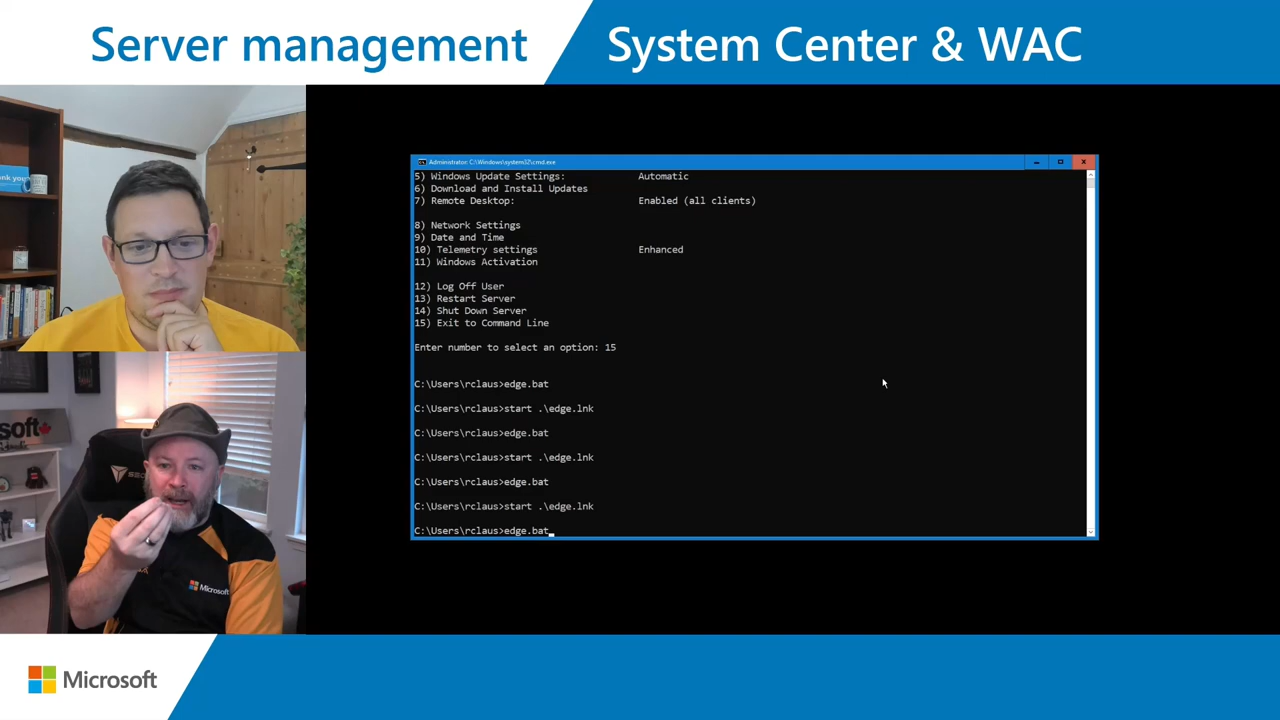 Server management
System Center & WAC
Administrator: C:\Windows\system32\cmd.exe
5) Windows Update Settings: Automatic
6) Download and Install Updates
7) Remote Desktop: Enabled (all clients)
8) Network Settings
9) Date and Time
10) Telemetry settings Enhanced
11) Windows Activation
12) Log Off User
13) Restart Server
14) Shut Down Server
15) Exit to Command Line
Enter number to select an option: 15
C:\Users\rclaus>edge.bat
C:\Users\rclaus>start .\edge.lnk
C:\Users\rclaus>edge.bat
C:\Users\rclaus>start .\edge.lnk
C:\Users\rclaus>edge.bat
C:\Users\rclaus>start .\edge.lnk
C:\Users\rclaus>edge.bat
Microsoft
Microsoft